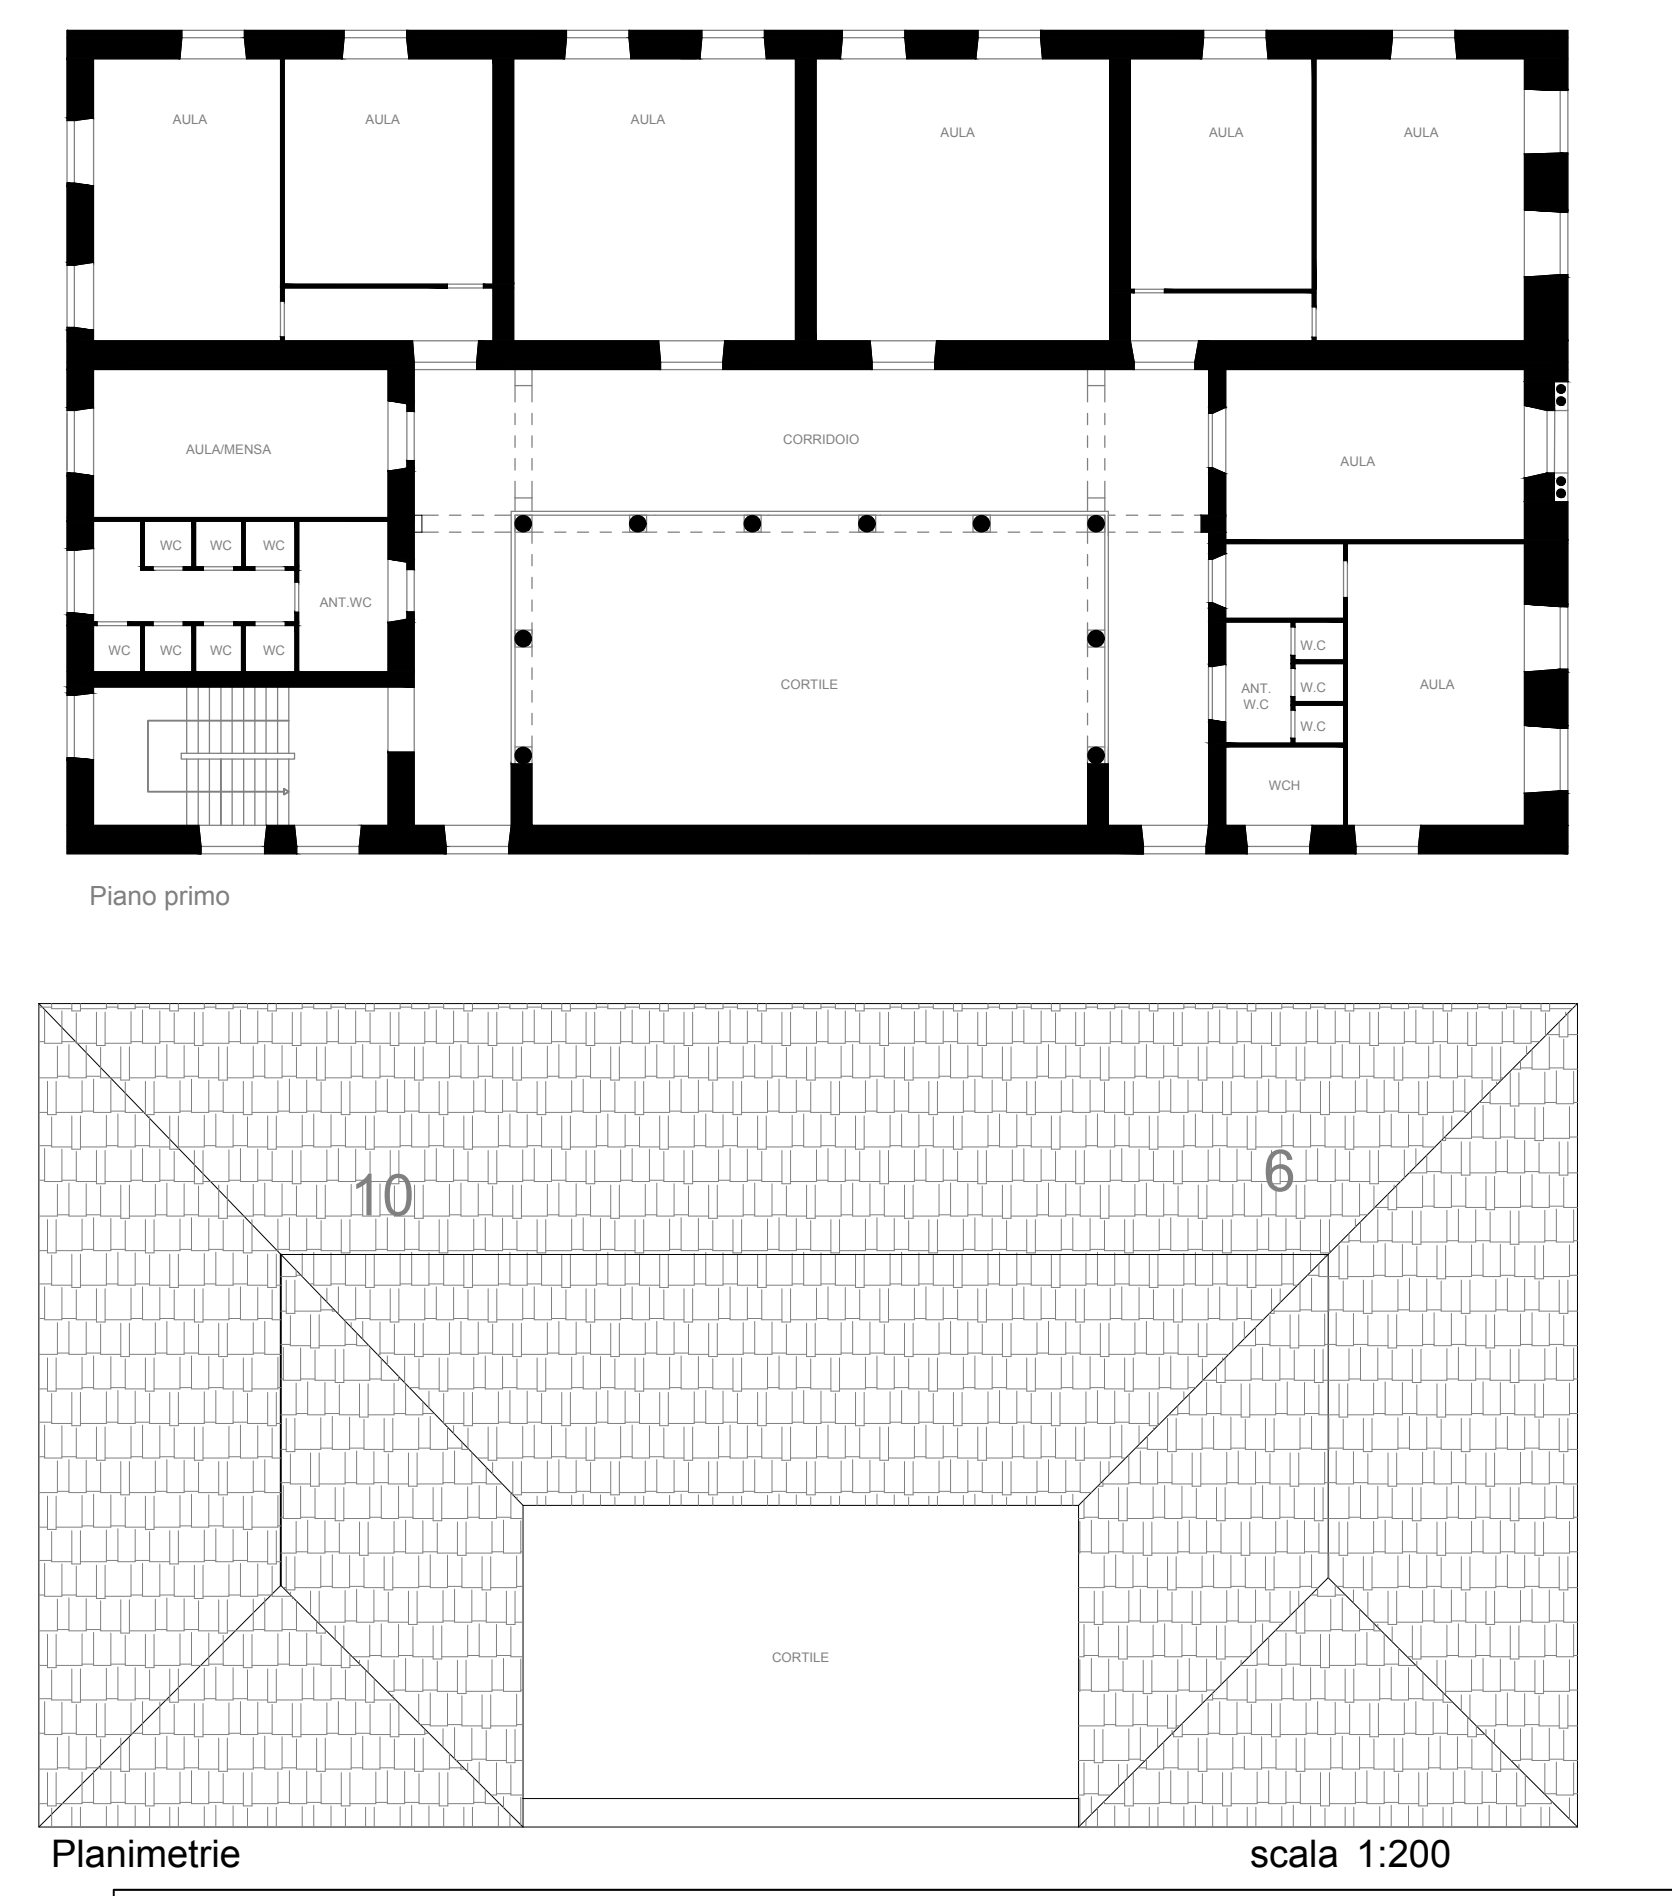 AULA
AULA
AULA
AULA
AULA
AULA
AULA/MENSA
CORRIDOIO
AULA
WC
WC
WC
ANT.WC
WC
WC
WC
WC
CORTILE
W.C
ANT.
W.C
W.C
W.C
AULA
WCH
Piano primo
10
6
CORTILE
Planimetrie
scala 1:200